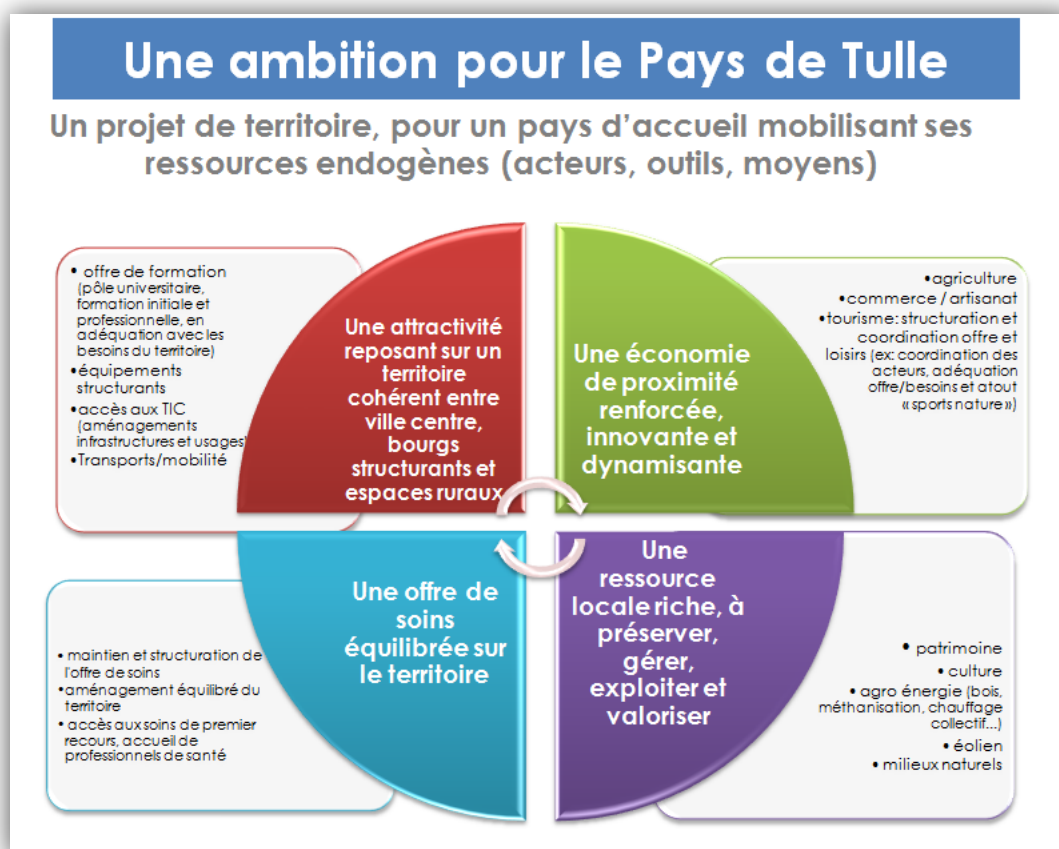 Une ambition pour le Pays de Tulle
Un projet de territoire, pour un pays d'accueil mobilisant ses
ressources endogènes (acteurs, outils, moyens)
• offre de formation
(pôle universitaire,
formation initiale et
professionnelle, en
adéquation avec les
besoins du territoire)
•équipements
structurants
•accès aux TIC
(aménagements
infrastructures et usages)
•Transports/mobilité
Une attractivité
reposant sur un
territoire
cohérent entre
ville centre,
bourgs
structurants et
espaces ruraux
Une économie
de proximité
renforcée,
innovante et
dynamisante
•agriculture
•commerce / artisanat
•tourisme: structuration et
coordination offre et
loisirs (ex: coordination des
acteurs, adéquation
offre/besoins et atout
«sports nature»)
• maintien et structuration de
l'offre de soins
•aménagement équilibré du
territoire
• accès aux soins de premier
recours, accueil de
professionnels de santé
Une offre de
soins
équilibrée sur
le territoire
Une
ressource
locale riche, à
préserver,
gérer,
exploiter et
valoriser
• patrimoine
• culture
• agro énergie (bois,
méthanisation, chauffage
collectif...)
• éolien
• milieux naturels